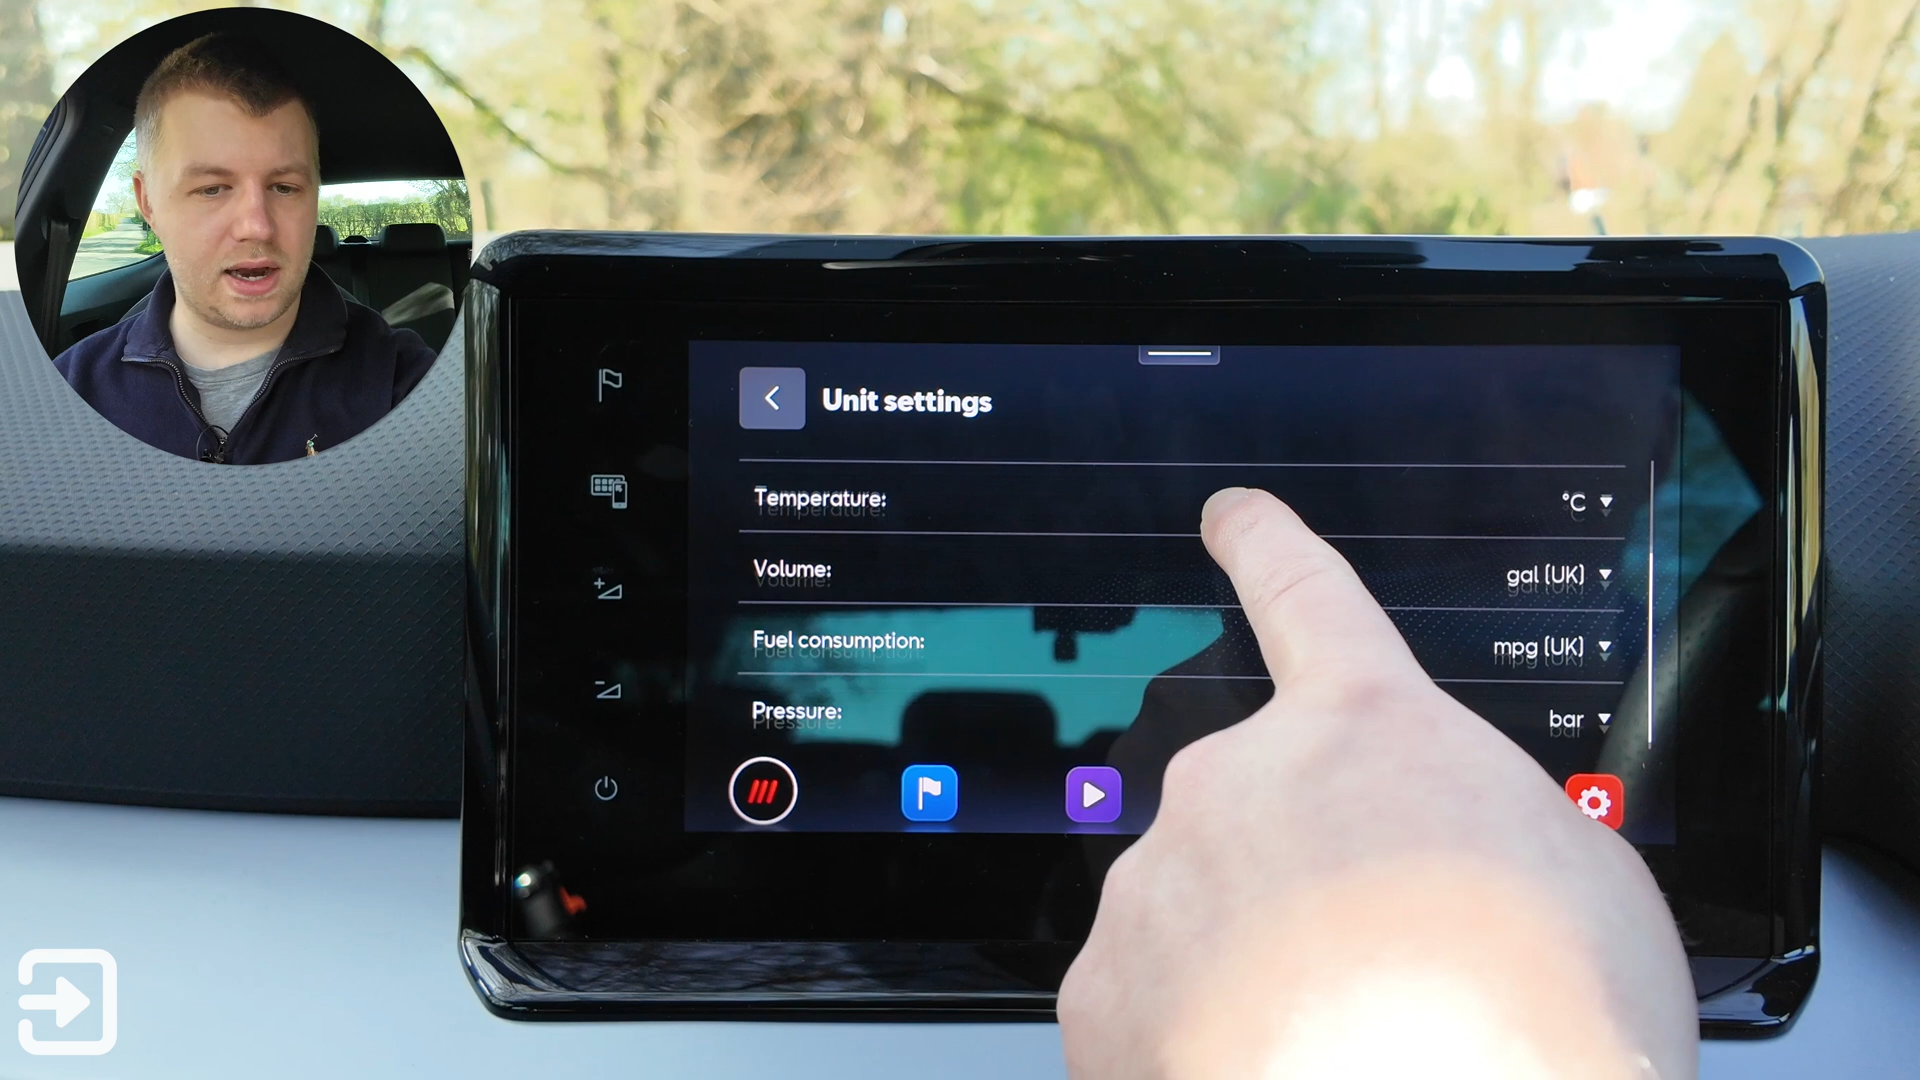 Unit settings
Temperature: °C
Volume: gal (UK)
Fuel consumption: mpg (UK)
Pressure: bar